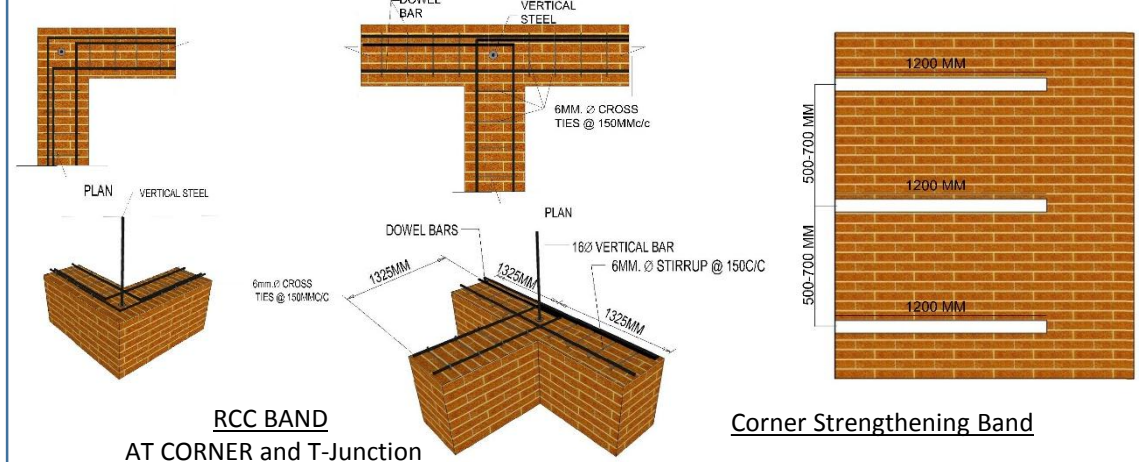 DOWEL
BAR
VERTICAL
STEEL
6MM. Ø CROSS
TIES @ 150MMc/c
PLAN
VERTICAL STEEL
PLAN
DOWEL BARS
16Ø VERTICAL BAR
6MM. Ø STIRRUP @ 150C/C
1325MM
1325MM
1325MM
6mm.Ø CROSS
TIES @ 150MMC/C
RCC BAND
AT CORNER and T-Junction
1200 MM
500-700 MM
1200 MM
500-700 MM
1200 MM
Corner Strengthening Band